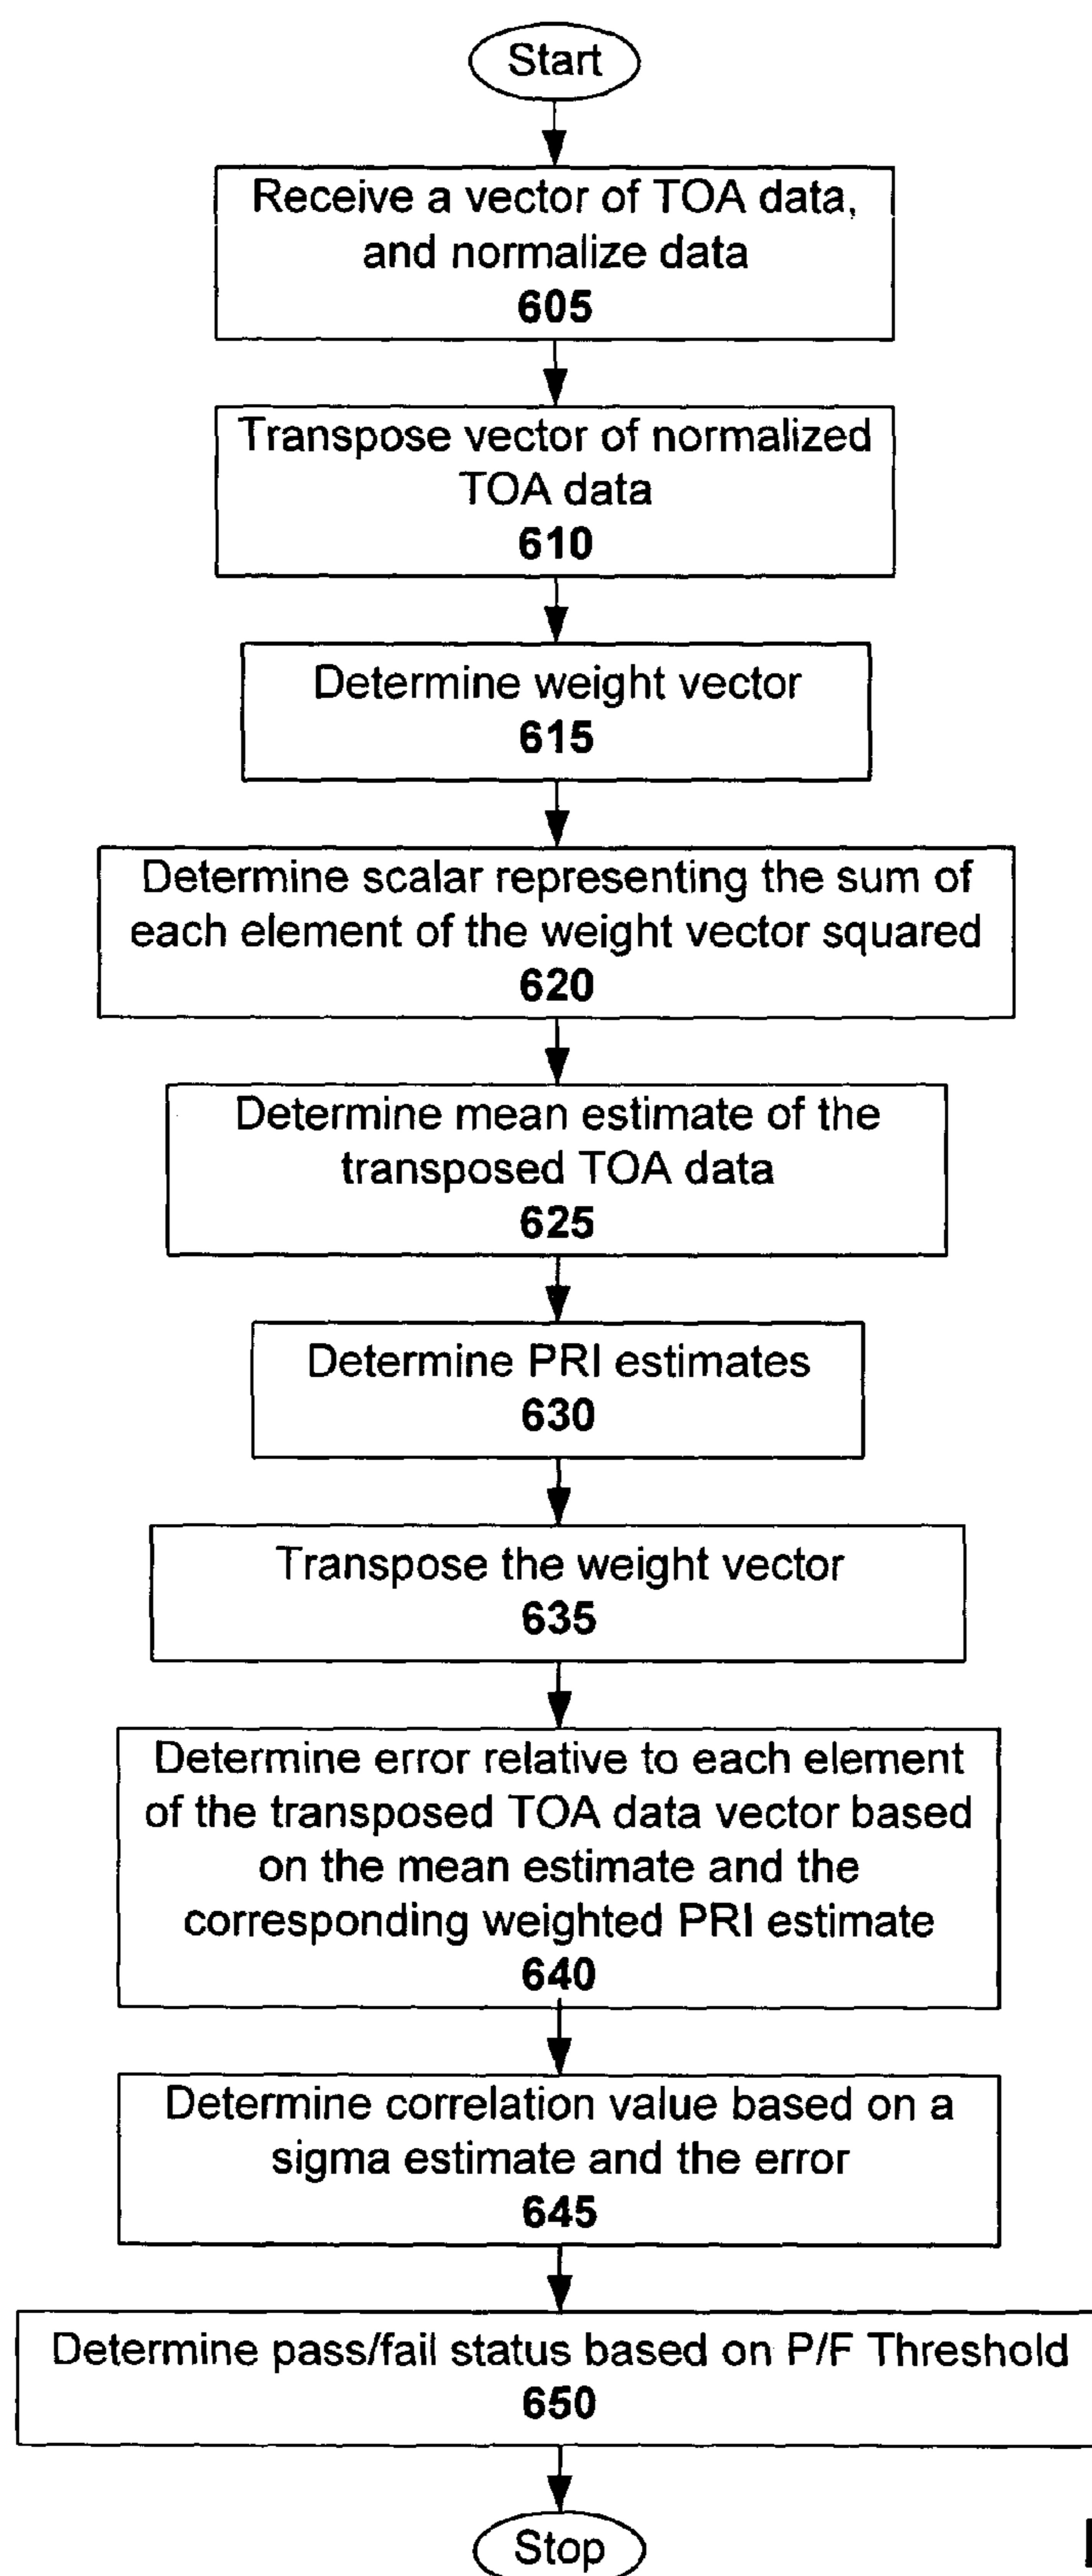 Start
Receive a vector of TOA data,
and normalize data
605
Transpose vector of normalized
TOA data
610
Determine weight vector
615
Determine scalar representing the sum of
each element of the weight vector squared
620
Determine mean estimate of the
transposed TOA data
625
Determine PRI estimates
630
Transpose the weight vector
635
Determine error relative to each element
of the transposed TOA data vector based
on the mean estimate and the
corresponding weighted PRI estimate
640
Determine correlation value based on a
sigma estimate and the error
645
Determine pass/fail status based on P/F Threshold
650
Stop